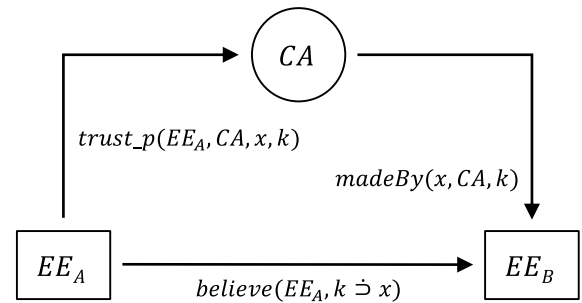 CA
trust_p(EE_A, CA, x, k)
madeBy(x, CA, k)
EE_A
EE_B
believe(EE_A, k ⊃̇ x)